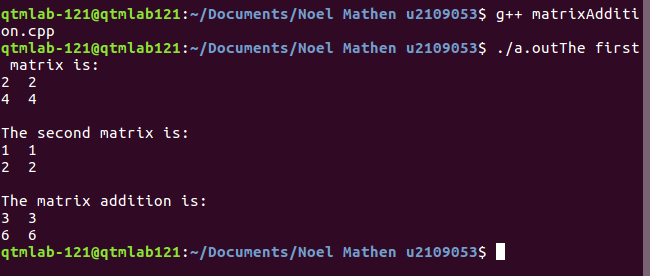 qtmlab-121@qtmlab121:~/Documents/Noel Mathen u2109053$ g++ matrixAdditi
on.cpp
qtmlab-121@qtmlab121:~/Documents/Noel Mathen u2109053$ ./a.outThe first
 matrix is:
2  2
4  4
The second matrix is:
1  1
2  2
The matrix addition is:
3  3
6  6
qtmlab-121@qtmlab121:~/Documents/Noel Mathen u2109053$